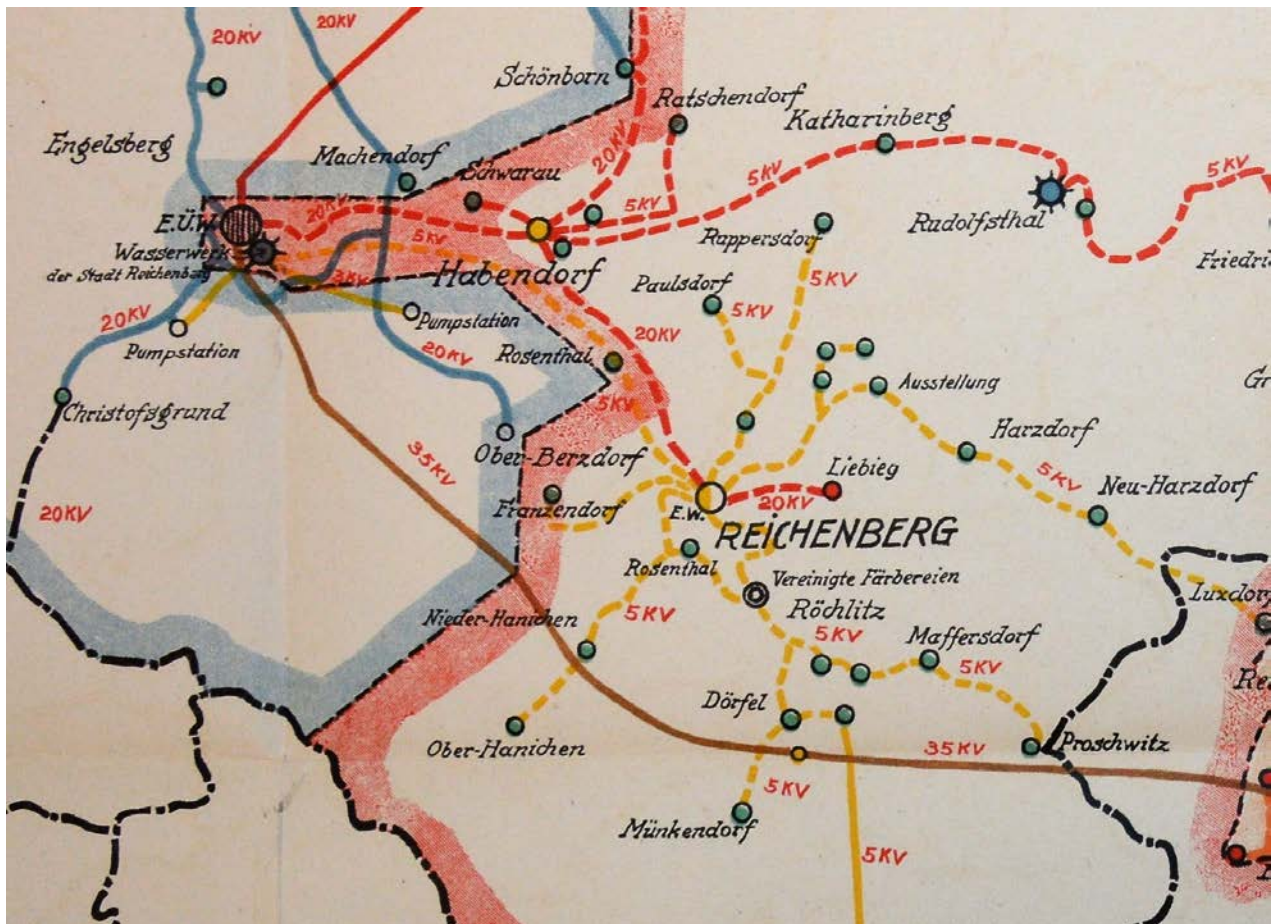 20KV
20KV
Schönborn
Ratschendorf
Katharinberg
Engelsberg
Machendorf
Schwarau
20KV
5KV
5KV
5KV
20KV
E.Ü.W.
Wasserwerk
der Stadt Reichenberg
5KV
3KV
Habendorf
Ruppersdorf
Rudolfsthal
Paulsdorf
5KV
5KV
20KV
Pumpstation
Pumpstation
20KV
20KV
Rosenthal
5KV
Ausstellung
Christofsgrund
Ober-Berzdorf
Harzdorf
35KV
Franzendorf
Liebieg
5KV
Neu-Harzdorf
20KV
E.W.
20KV
REICHENBERG
Rosenthal
Vereinigte Färbereien
Röchlitz
Nieder-Hanichen
5KV
5KV
Maffersdorf
5KV
Dörfel
Ober-Hanichen
35KV
Proschwitz
5KV
Münkendorf
5KV